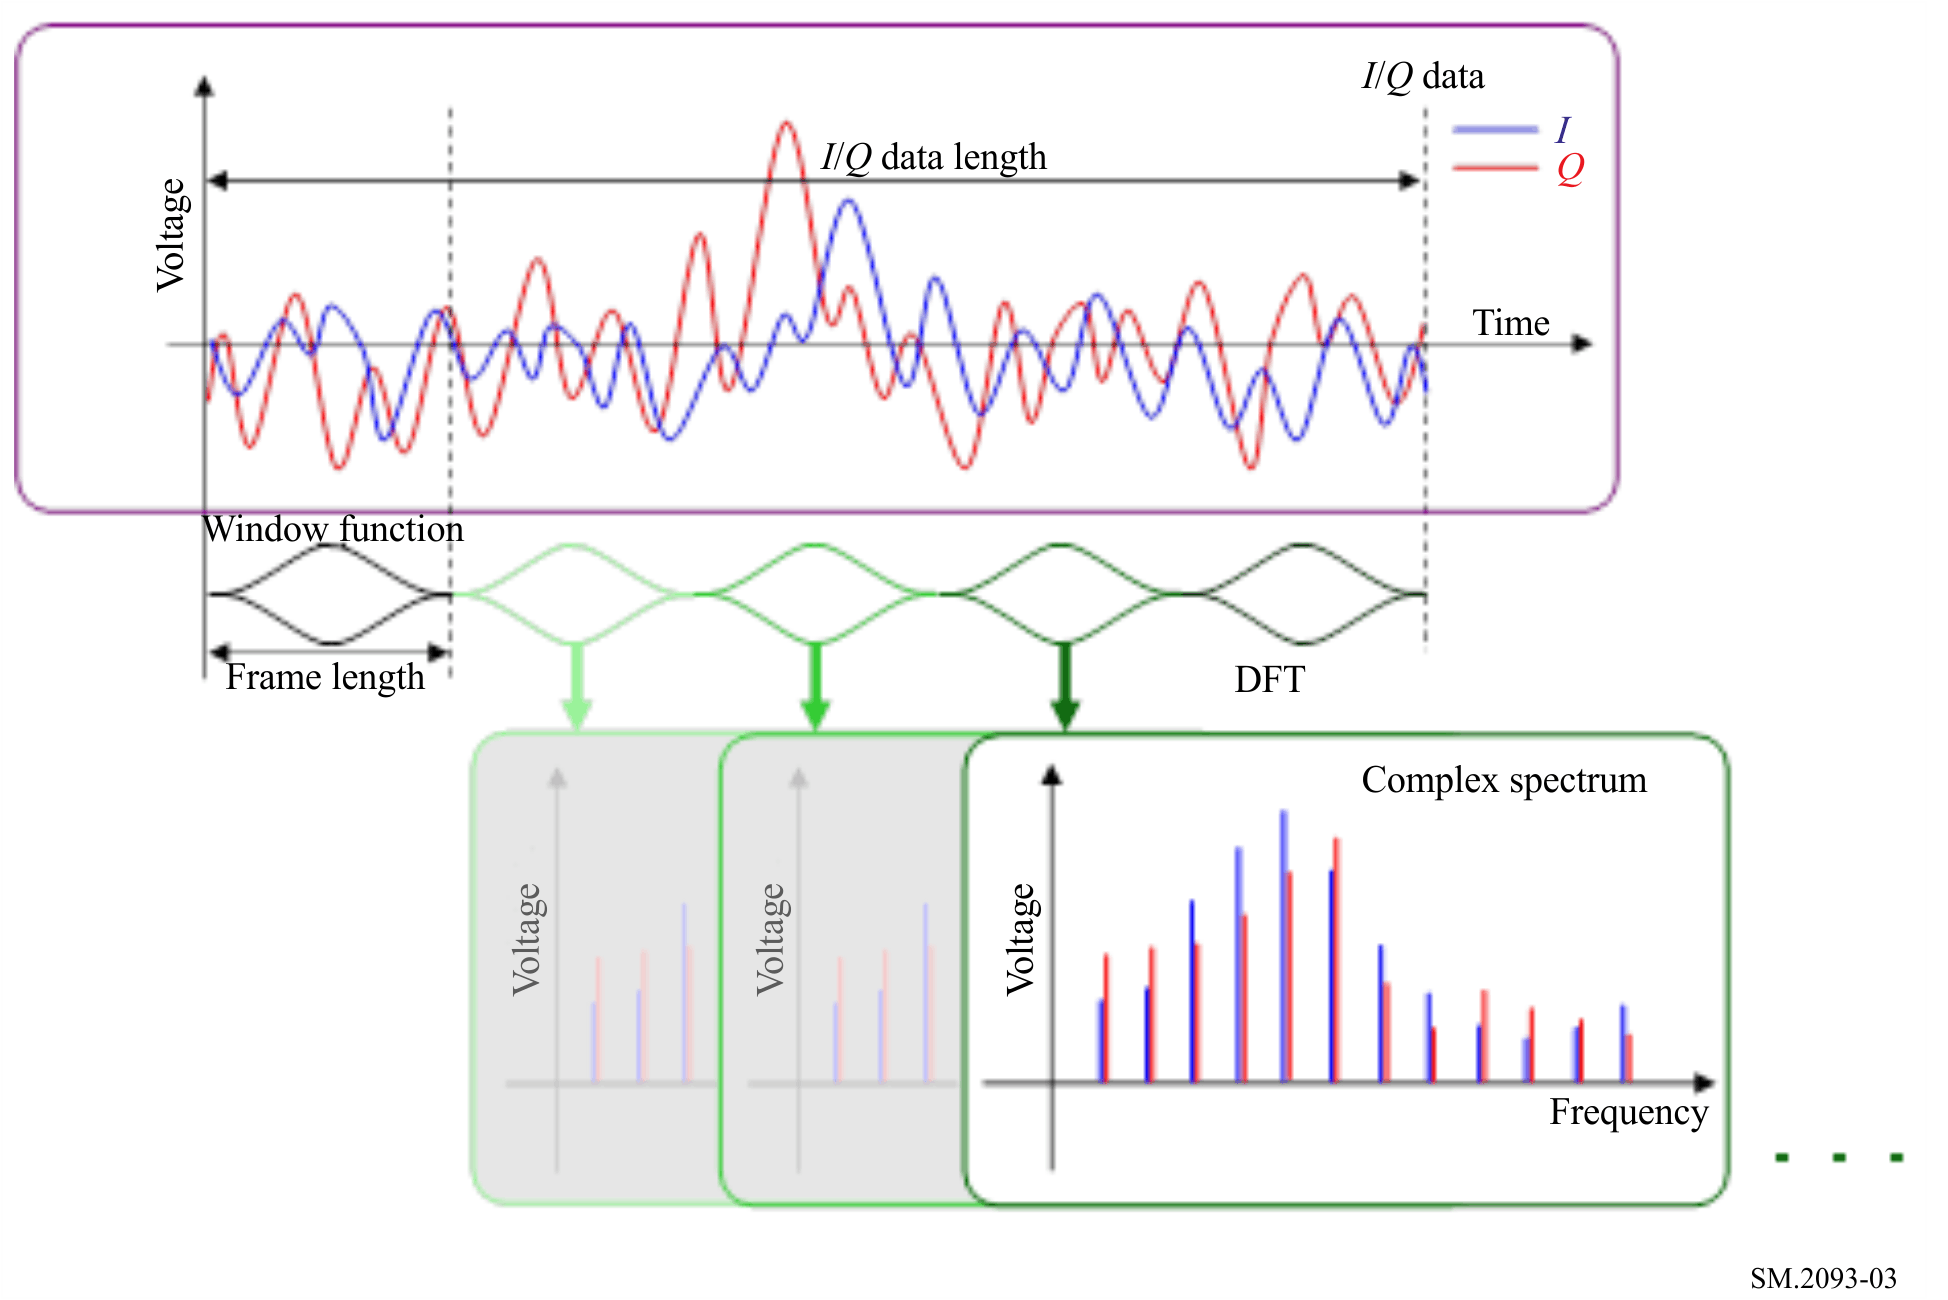 I/Q data
I/Q data length
I
Q
Voltage
Time
Window function
Frame length
DFT
Complex spectrum
Voltage
Voltage
Voltage
Frequency
SM.2093-03